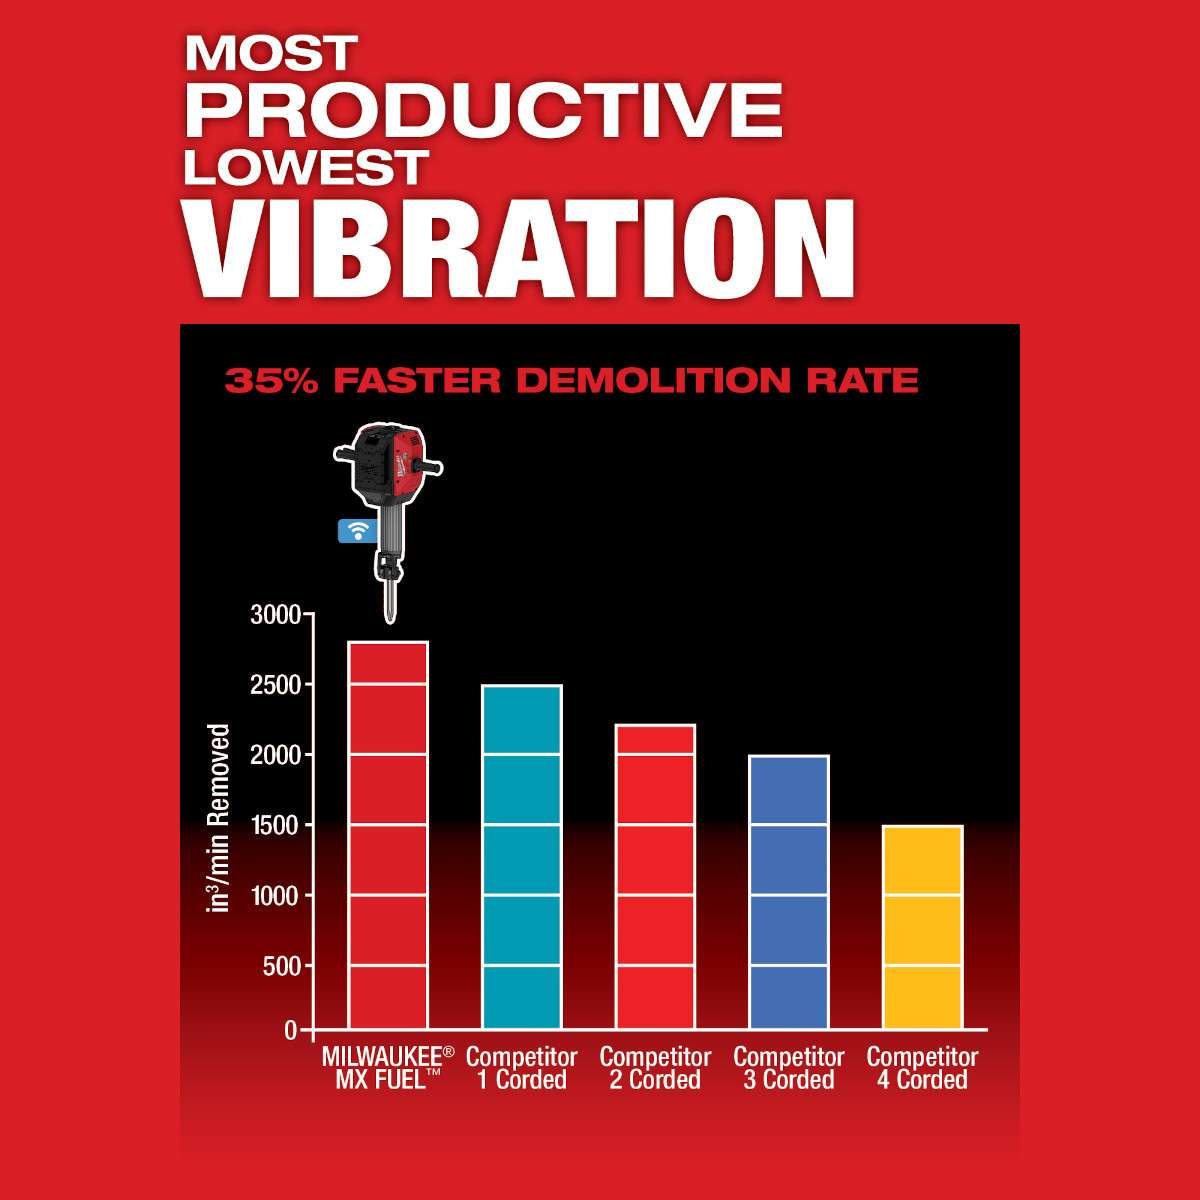 MOST
PRODUCTIVE
LOWEST
VIBRATION
35% FASTER DEMOLITION RATE
Milwaukee
3000
2500
2000
1500
1000
500
0
in³/min Removed
MILWAUKEE®
MX FUEL™
Competitor
1 Corded
Competitor
2 Corded
Competitor
3 Corded
Competitor
4 Corded